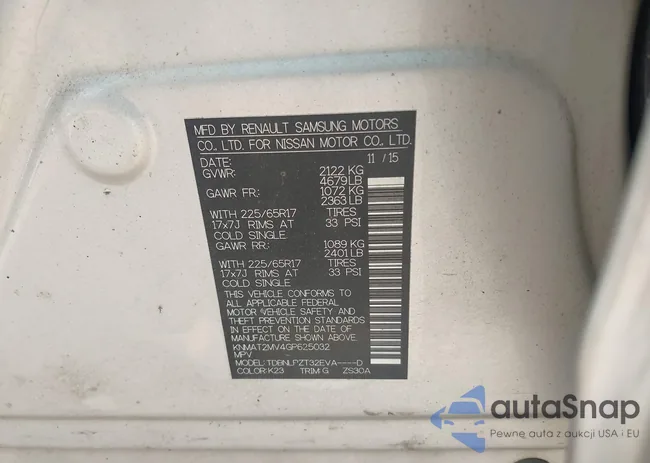 MFD BY RENAULT SAMSUNG MOTORS
CO., LTD. FOR NISSAN MOTOR CO., LTD.
DATE: 11 / 15
GVWR: 2122 KG
4679 LB
GAWR FR: 1072 KG
2363 LB
WITH 225/65R17 TIRES
17x7J RIMS AT 33 PSI
COLD SINGLE
GAWR RR: 1089 KG
2401 LB
WITH 225/65R17 TIRES
17x7J RIMS AT 33 PSI
COLD SINGLE
THIS VEHICLE CONFORMS TO
ALL APPLICABLE FEDERAL
MOTOR VEHICLE SAFETY AND
THEFT PREVENTION STANDARDS
IN EFFECT ON THE DATE OF
MANUFACTURE SHOWN ABOVE.
KNMAT2MV4GP625032
MPV
MODEL: TDBNLPZT32EVA----D
COLOR: K23 TRIM G ZS30A
autaSnap
Pewne auta z aukcji USA i EU